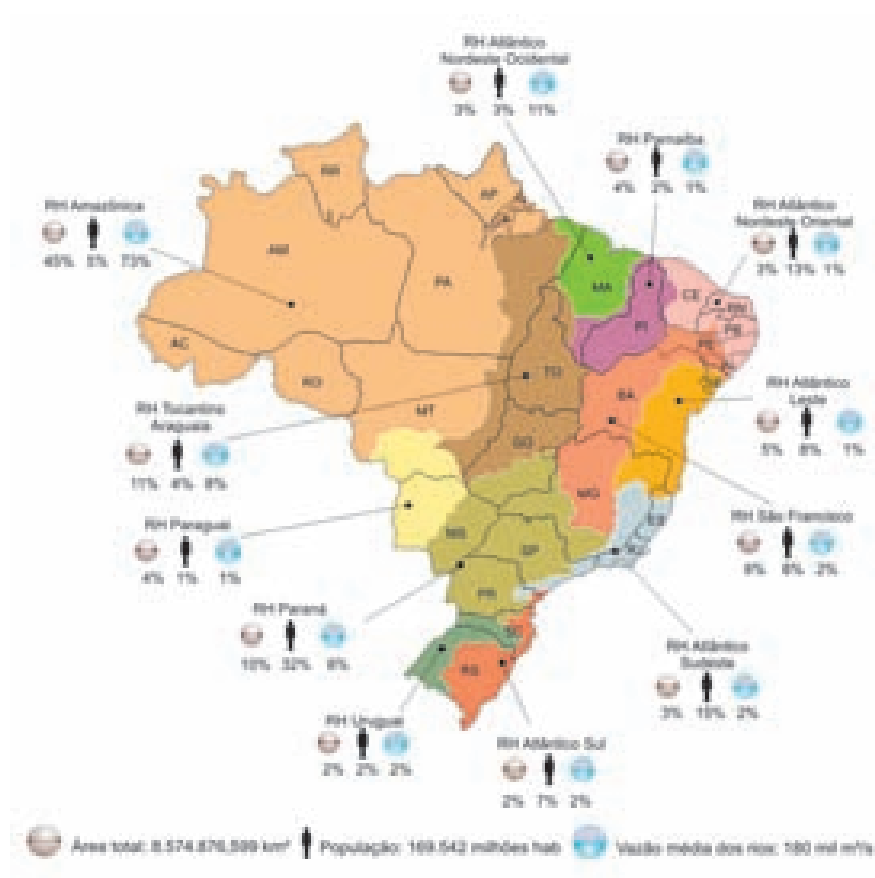 RH Atlântico
Nordeste Ocidental
3% 3% 11%
RH Parnaíba
4% 2% 1%
RH Amazônica
45% 5% 73%
RH Atlântico
Nordeste Oriental
3% 13% 1%
AP
AM
PA
MA
CE
RN
PB
PI
PE
AC
RO
TO
BA
MT
RH Atlântico
Leste
5% 8% 1%
RH Tocantins
Araguaia
11% 4% 8%
GO
MG
ES
RH Paraguai
4% 1% 1%
MS
SP
RJ
RH São Francisco
8% 8% 2%
PR
RH Paraná
10% 32% 6%
SC
RS
RH Atlântico
Sudeste
3% 15% 2%
RH Uruguai
2% 2% 2%
RH Atlântico Sul
2% 7% 2%
Área total: 8.574.876,599 km² População: 169.542 milhões hab Vazão média dos rios: 180 mil m³/s